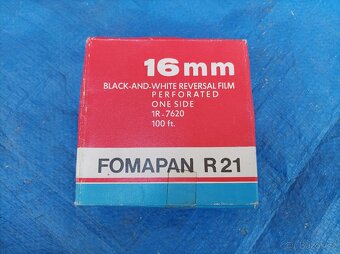 16mm
BLACK-AND-WHITE REVERSAL FILM
PERFORATED
ONE SIDE
1R-7620
100 ft.
FOMAPAN R21